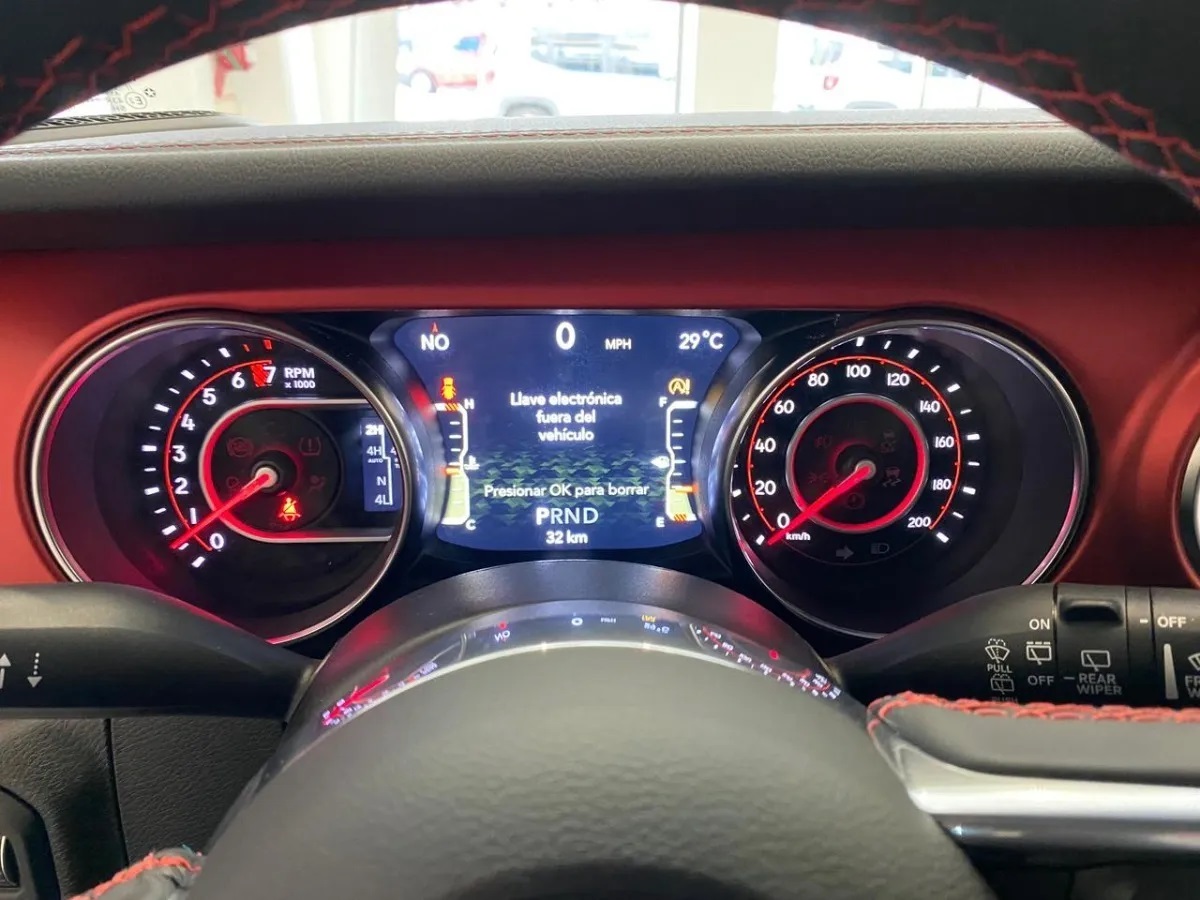 NO
0 MPH
29°C
H
F
Llave electrónica
fuera del
vehículo
Presionar OK para borrar
C
E
PRND
32 km
RPM
x 1000
7
6
5
4
3
2
1
0
2H
4H
AUTO
N
4L
0
20
40
60
80
100
120
140
160
180
200
km/h
ON
PULL
OFF
REAR
WIPER
- OFF